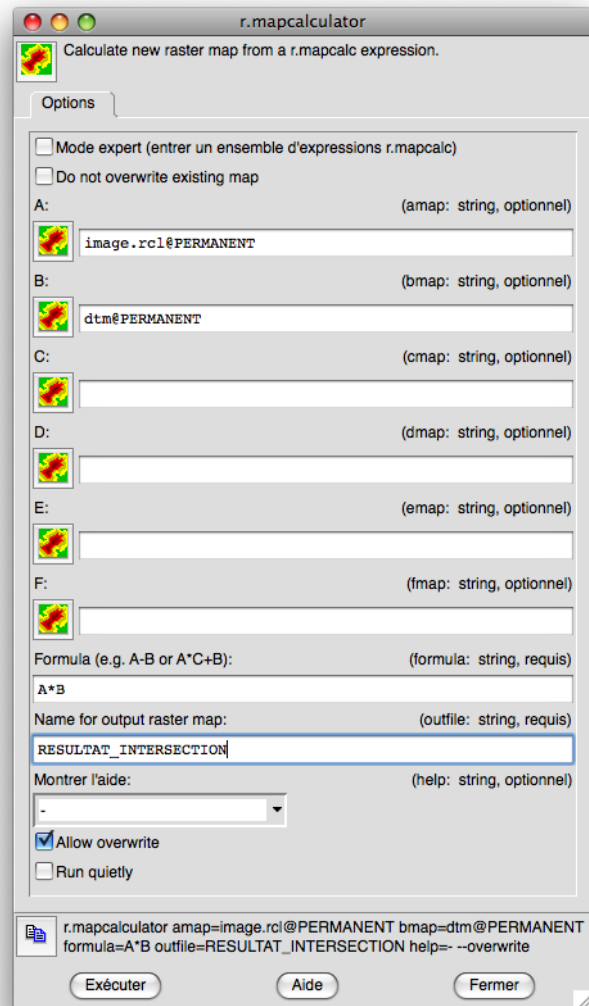 r.mapcalculator
Calculate new raster map from a r.mapcalc expression.
Options
Mode expert (entrer un ensemble d'expressions r.mapcalc)
Do not overwrite existing map
A: (amap: string, optionnel)
image.rcl@PERMANENT
B: (bmap: string, optionnel)
dtm@PERMANENT
C: (cmap: string, optionnel)
D: (dmap: string, optionnel)
E: (emap: string, optionnel)
F: (fmap: string, optionnel)
Formula (e.g. A-B or A*C+B): (formula: string, requis)
A*B
Name for output raster map: (outfile: string, requis)
RESULTAT_INTERSECTION
Montrer l'aide: (help: string, optionnel)
-
Allow overwrite
Run quietly
r.mapcalculator amap=image.rcl@PERMANENT bmap=dtm@PERMANENT
formula=A*B outfile=RESULTAT_INTERSECTION help=- --overwrite
Exécuter Aide Fermer